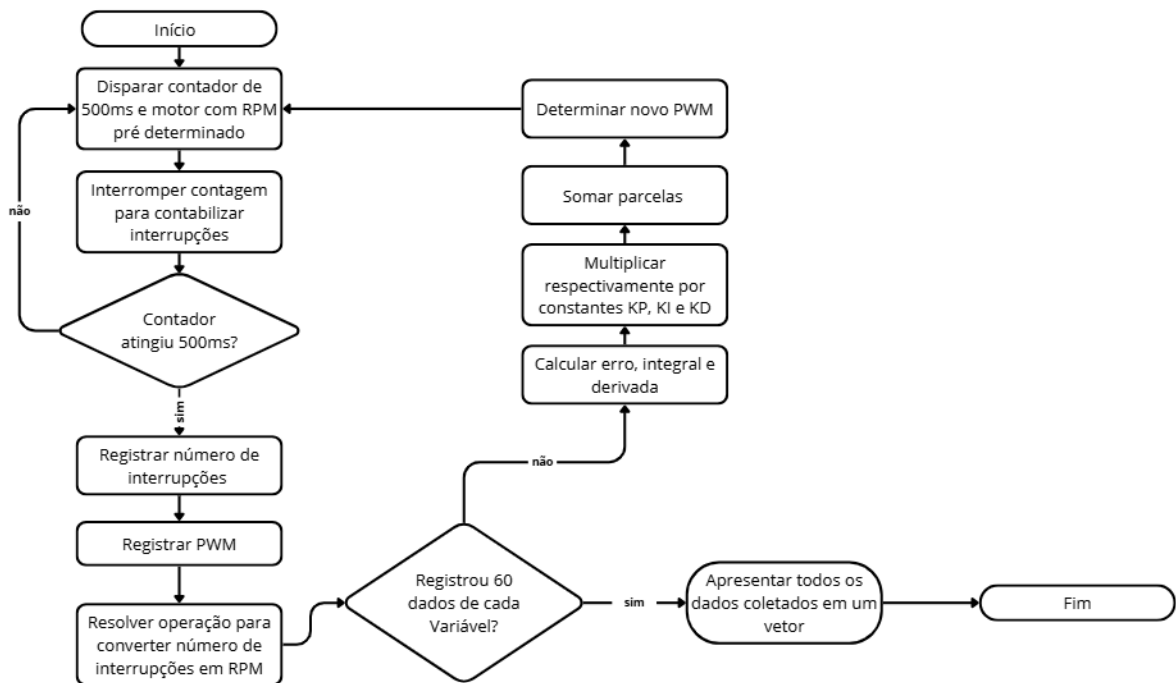 Início
Disparar contador de
500ms e motor com RPM
pré determinado
Interromper contagem
para contabilizar
interrupções
não
Contador
atingiu 500ms?
sim
Registrar número de
interrupções
Registrar PWM
Resolver operação para
converter número de
interrupções em RPM
Registrou 60
dados de cada
Variável?
não
Calcular erro, integral e
derivada
Multiplicar
respectivamente por
constantes KP, KI e KD
Somar parcelas
Determinar novo PWM
sim
Apresentar todos os
dados coletados em um
vetor
Fim